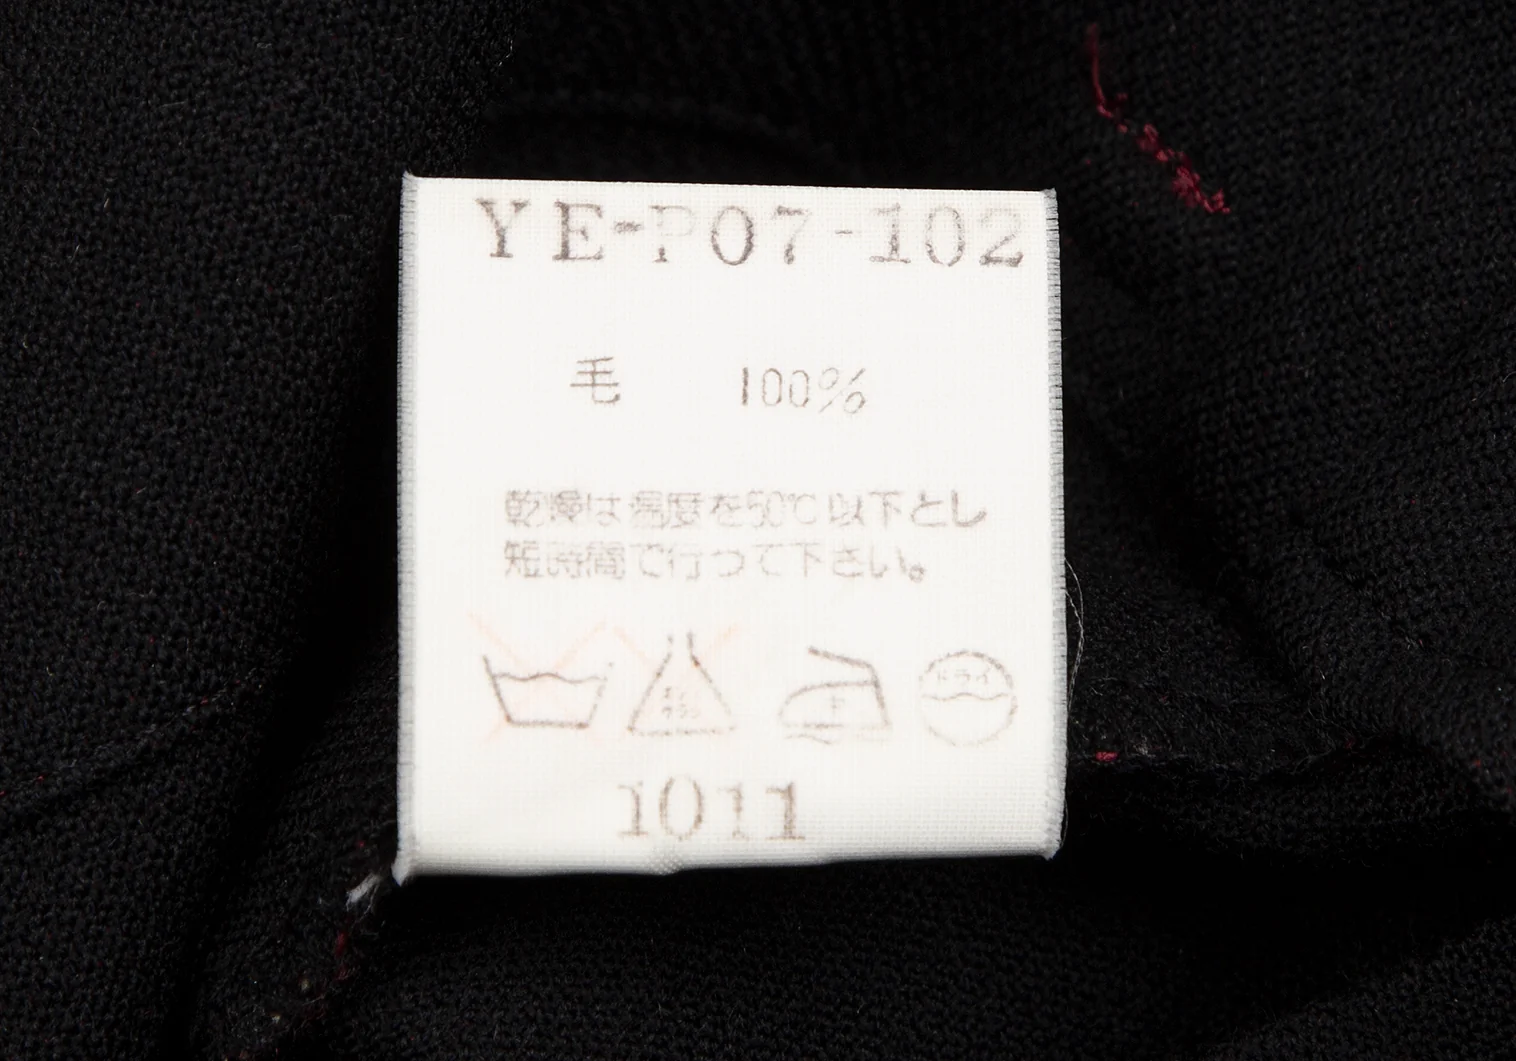 YE-P07-102
毛 100%
乾燥は温度を50℃以下とし
短時間で行って下さい。
ドライ
1011